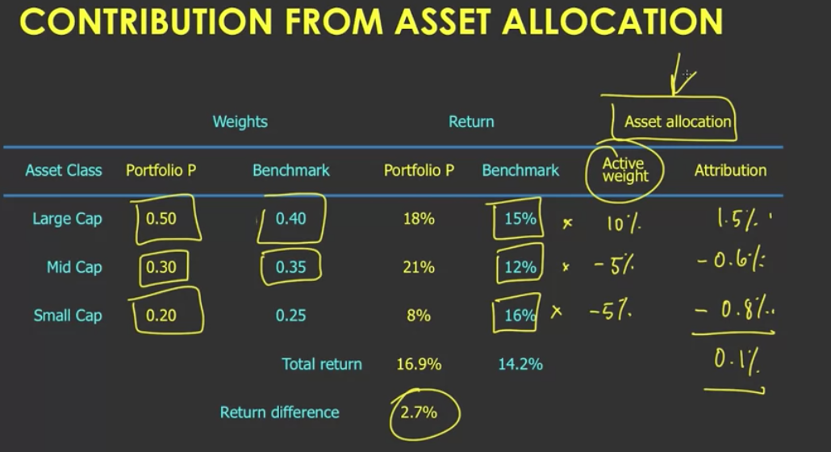 CONTRIBUTION FROM ASSET ALLOCATION
Weights Return Asset allocation
Asset Class Portfolio P Benchmark Portfolio P Benchmark Active weight Attribution
Large Cap 0.50 0.40 18% 15% x 10% 1.5%
Mid Cap 0.30 0.35 21% 12% x -5% -0.6%
Small Cap 0.20 0.25 8% 16% x -5% -0.8%
Total return 16.9% 14.2% 0.1%
Return difference 2.7%